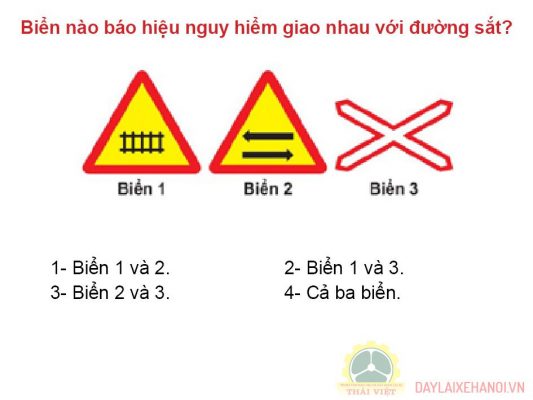 Biển nào báo hiệu nguy hiểm giao nhau với đường sắt?
Biển 1 Biển 2 Biển 3
1- Biển 1 và 2. 2- Biển 1 và 3.
3- Biển 2 và 3. 4- Cả ba biển.
THÁI VIỆT
DAYLAIXEHANOI.VN